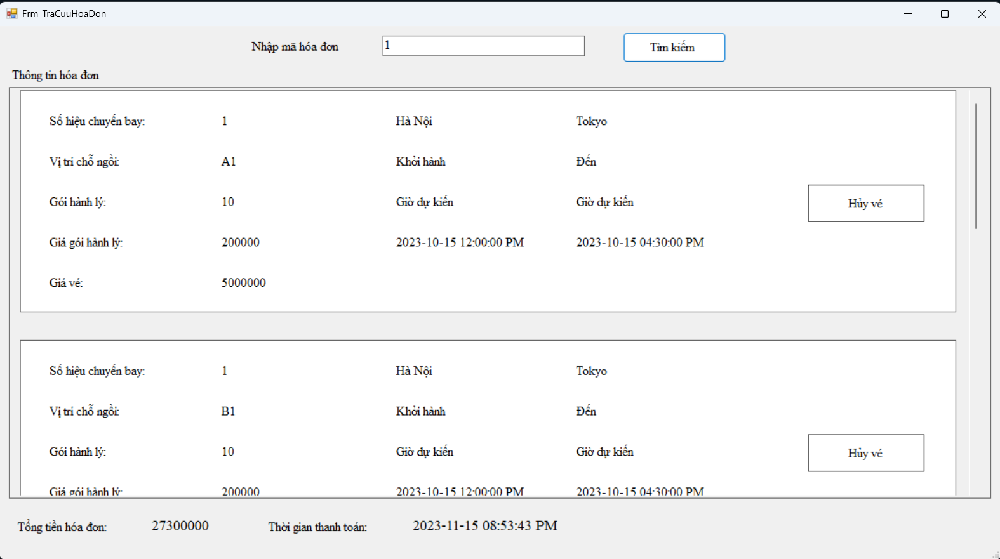 Frm_TraCuuHoaDon
Nhập mã hóa đơn 1 Tìm kiếm
Thông tin hóa đơn
Số hiệu chuyến bay: 1 Hà Nội Tokyo
Vị trí chỗ ngồi: A1 Khởi hành Đến
Gói hành lý: 10 Giờ dự kiến Giờ dự kiến Hủy vé
Giá gói hành lý: 200000 2023-10-15 12:00:00 PM 2023-10-15 04:30:00 PM
Giá vé: 5000000
Số hiệu chuyến bay: 1 Hà Nội Tokyo
Vị trí chỗ ngồi: B1 Khởi hành Đến
Gói hành lý: 10 Giờ dự kiến Giờ dự kiến Hủy vé
Giá gói hành lý: 200000 2023-10-15 12:00:00 PM 2023-10-15 04:30:00 PM
Tổng tiền hóa đơn: 27300000 Thời gian thanh toán: 2023-11-15 08:53:43 PM